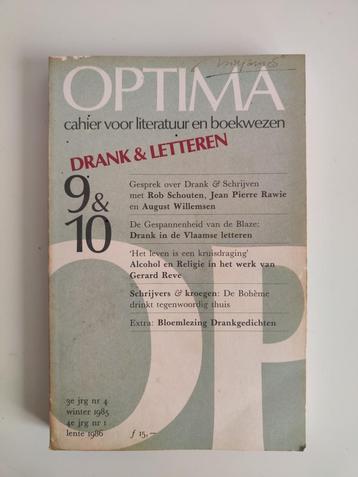 OPTIMA
cahier voor literatuur en boekwezen
DRANK & LETTEREN
9&
10
Gesprek over Drank & Schrijven
met Rob Schouten, Jean Pierre Rawie
en August Willemsen
De Gespannenheid van de Blaze:
Drank in de Vlaamse letteren
'Het leven is een kruisdraging'
Alcohol en Religie in het werk van
Gerard Reve
Schrijvers & kroegen: De Bohème
drinkt tegenwoordig thuis
Extra: Bloemlezing Drankgedichten
OP
3e jrg nr 4
winter 1985
4e jrg nr 1
lente 1986
f 15,—